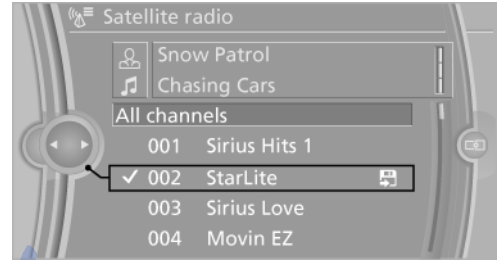 Satellite radio
Snow Patrol
Chasing Cars
All channels
001 Sirius Hits 1
✓ 002 StarLite
003 Sirius Love
004 Movin EZ